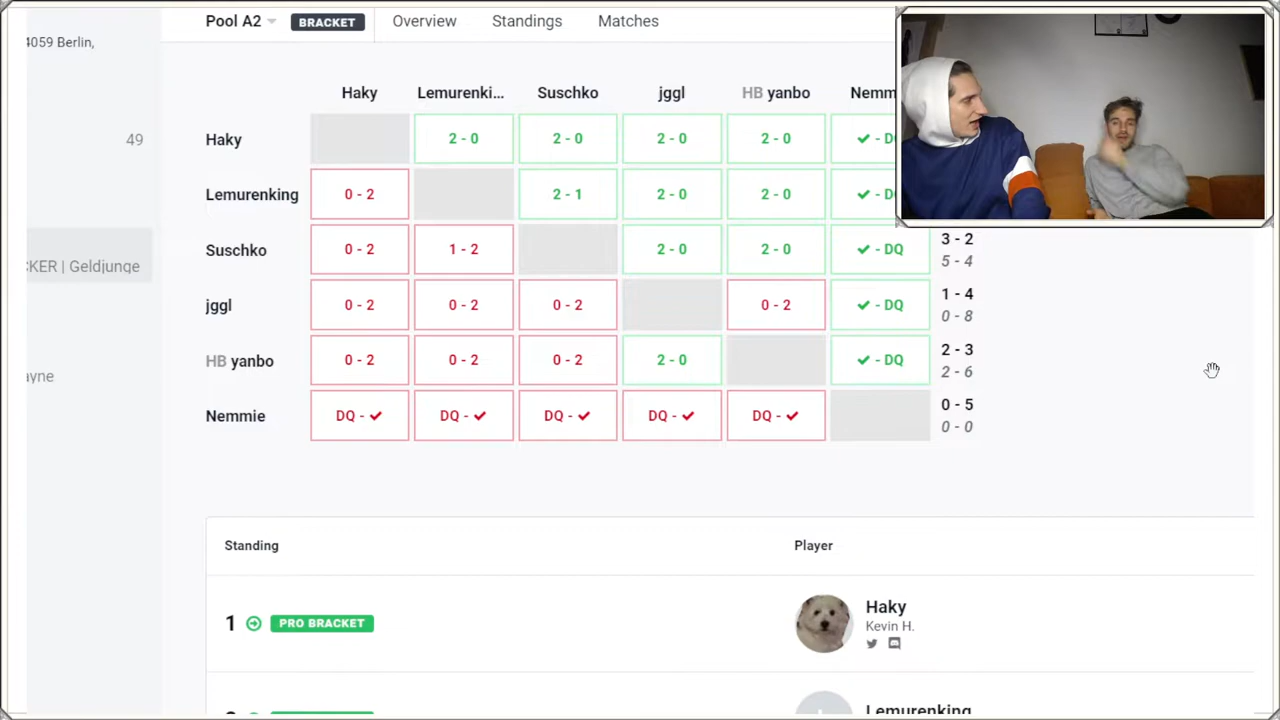 Pool A2 BRACKET Overview Standings Matches
4059 Berlin,
49
CKER | Geldjunge
ayne
Haky Lemurenki... Suschko jggl HB yanbo Nemm
Haky 2 - 0 2 - 0 2 - 0 2 - 0 ✔ - D
Lemurenking 0 - 2 2 - 1 2 - 0 2 - 0 ✔ - DQ
Suschko 0 - 2 1 - 2 2 - 0 2 - 0 ✔ - DQ 3 - 2
5 - 4
jggl 0 - 2 0 - 2 0 - 2 0 - 2 ✔ - DQ 1 - 4
0 - 8
HB yanbo 0 - 2 0 - 2 0 - 2 2 - 0 ✔ - DQ 2 - 3
2 - 6
Nemmie DQ - ✔ DQ - ✔ DQ - ✔ DQ - ✔ DQ - ✔ 0 - 5
0 - 0
Standing Player
1 PRO BRACKET Haky
Kevin H.
Lemurenking